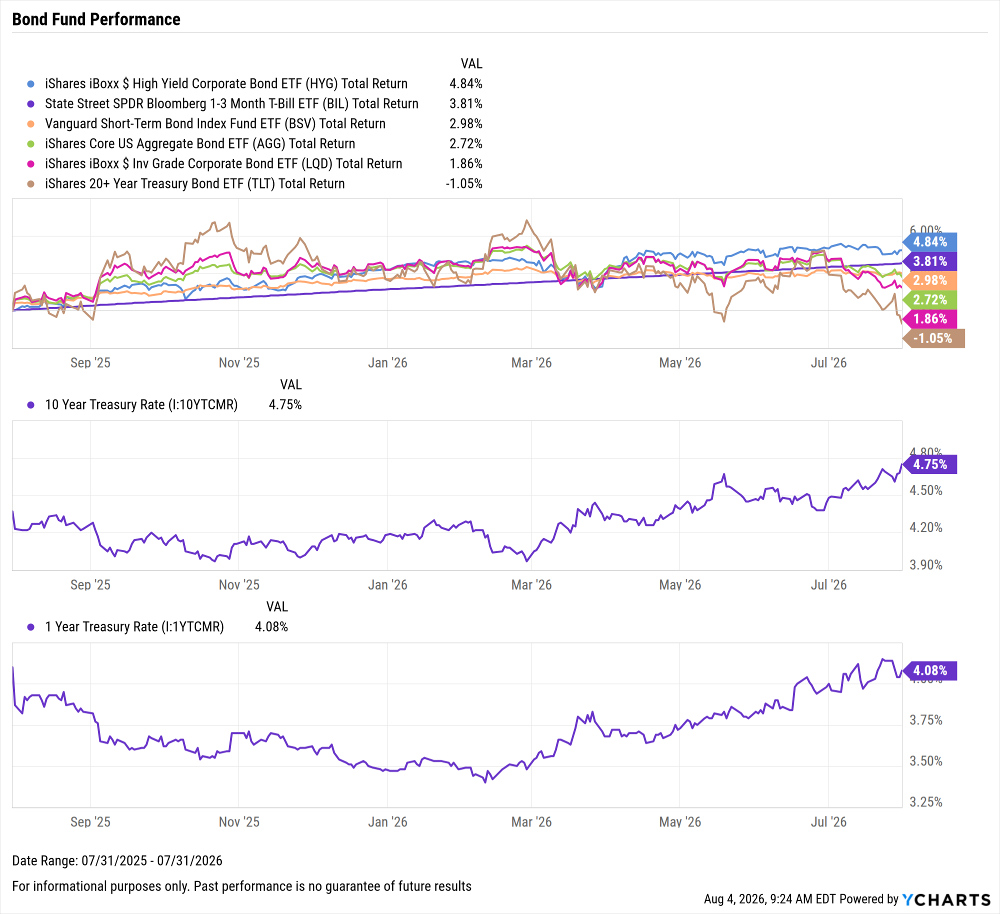 Bond Fund Performance
VAL
iShares iBoxx $ High Yield Corporate Bond ETF (HYG) Total Return 4.84%
State Street SPDR Bloomberg 1-3 Month T-Bill ETF (BIL) Total Return 3.81%
Vanguard Short-Term Bond Index Fund ETF (BSV) Total Return 2.98%
iShares Core US Aggregate Bond ETF (AGG) Total Return 2.72%
iShares iBoxx $ Inv Grade Corporate Bond ETF (LQD) Total Return 1.86%
iShares 20+ Year Treasury Bond ETF (TLT) Total Return -1.05%
6.00%
4.84%
3.81%
2.98%
2.72%
1.86%
-1.05%
Sep '25 Nov '25 Jan '26 Mar '26 May '26 Jul '26
VAL
10 Year Treasury Rate (I:10YTCMR) 4.75%
4.80%
4.75%
4.50%
4.20%
3.90%
Sep '25 Nov '25 Jan '26 Mar '26 May '26 Jul '26
VAL
1 Year Treasury Rate (I:1YTCMR) 4.08%
4.08%
3.75%
3.50%
3.25%
Sep '25 Nov '25 Jan '26 Mar '26 May '26 Jul '26
Date Range: 07/31/2025 - 07/31/2026
For informational purposes only. Past performance is no guarantee of future results
Aug 4, 2026, 9:24 AM EDT Powered by YCHARTS